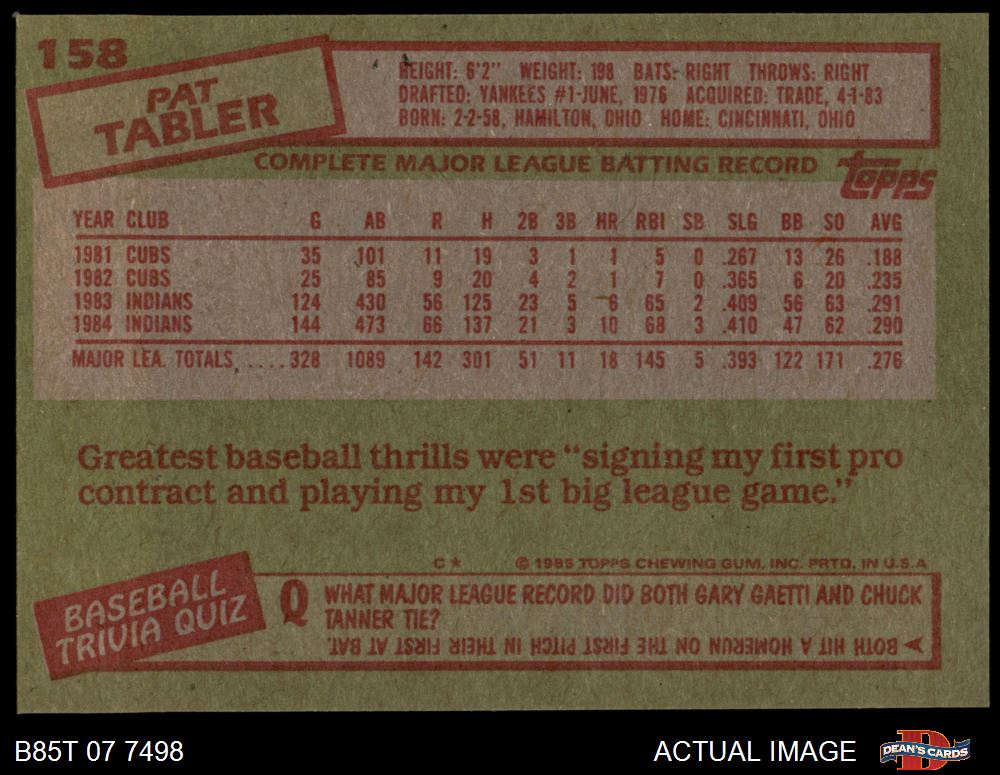 158
PAT
TABLER
HEIGHT: 6'2" WEIGHT: 198 BATS: RIGHT THROWS: RIGHT
DRAFTED: YANKEES #1-JUNE, 1976 ACQUIRED: TRADE, 4-1-83
BORN: 2-2-58, HAMILTON, OHIO HOME: CINCINNATI, OHIO
COMPLETE MAJOR LEAGUE BATTING RECORD
topps
YEAR CLUB G AB R H 2B 3B HR RBI SB SLG BB SO AVG
1981 CUBS 35 101 11 19 3 1 1 5 0 .267 13 26 .188
1982 CUBS 25 85 9 20 4 2 1 7 0 .365 6 20 .235
1983 INDIANS 124 430 56 125 23 5 6 65 2 .409 56 63 .291
1984 INDIANS 144 473 66 137 21 3 10 68 3 .410 47 62 .290
MAJOR LEA. TOTALS..... 328 1089 142 301 51 11 18 145 5 .393 122 171 .276
Greatest baseball thrills were "signing my first pro
contract and playing my 1st big league game."
C* © 1985 TOPPS CHEWING GUM, INC. PRTD. IN U.S.A
BASEBALL
TRIVIA QUIZ
Q WHAT MAJOR LEAGUE RECORD DID BOTH GARY GAETTI AND CHUCK
TANNER TIE?
BOTH HIT A HOMERUN ON THE FIRST PITCH IN THEIR FIRST AT BAT.
B85T 07 7498
ACTUAL IMAGE
DEAN'S CARDS